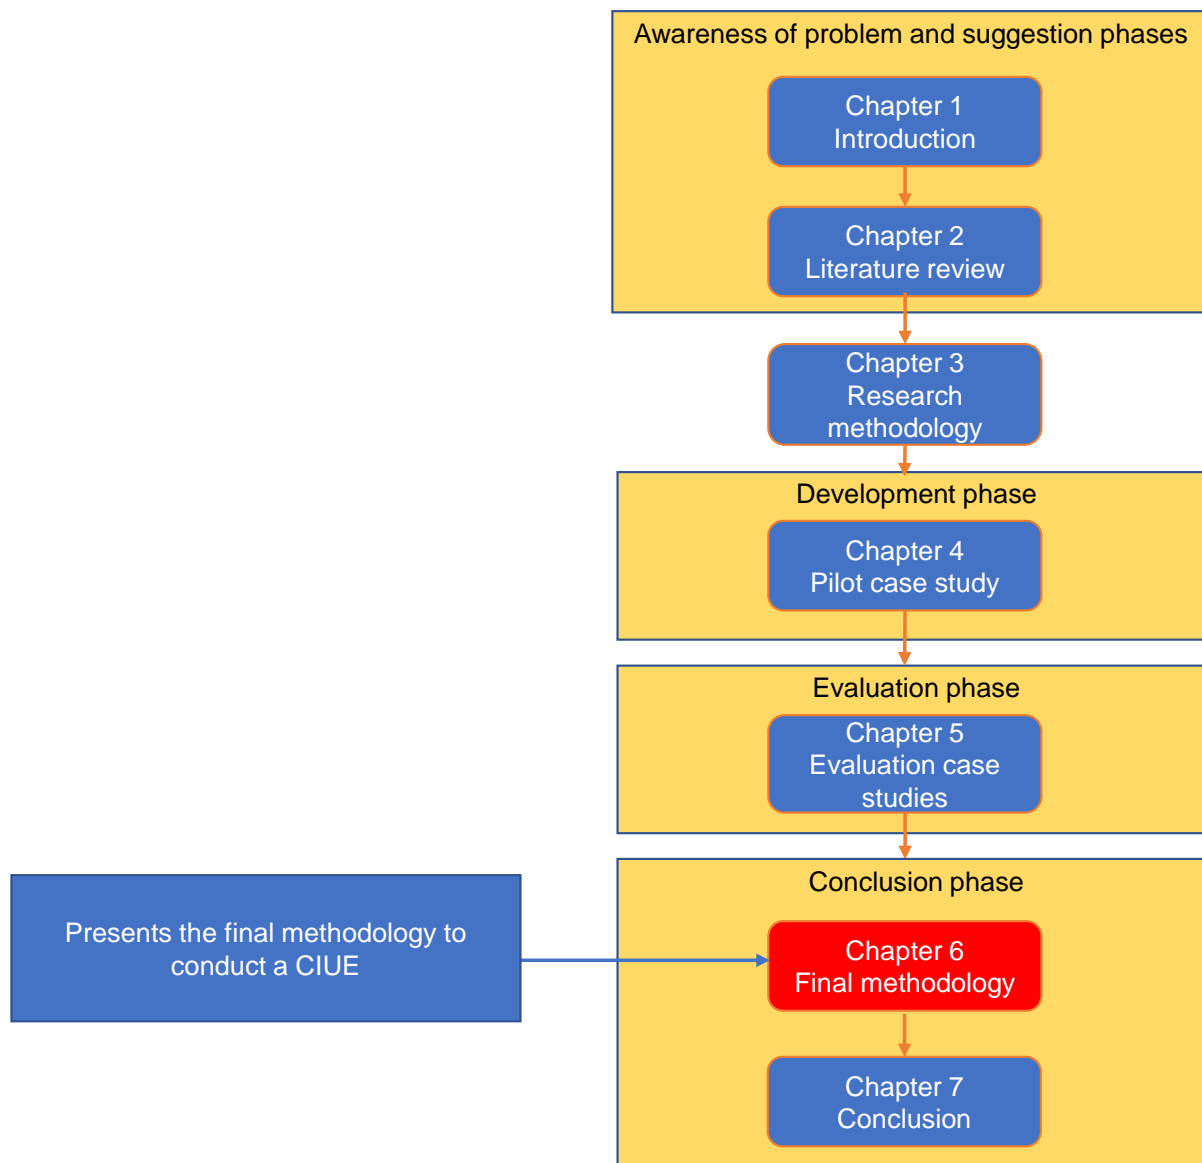 Awareness of problem and suggestion phases
Chapter 1
Introduction
Chapter 2
Literature review
Chapter 3
Research
methodology
Development phase
Chapter 4
Pilot case study
Evaluation phase
Chapter 5
Evaluation case
studies
Conclusion phase
Presents the final methodology to
conduct a CIUE
Chapter 6
Final methodology
Chapter 7
Conclusion